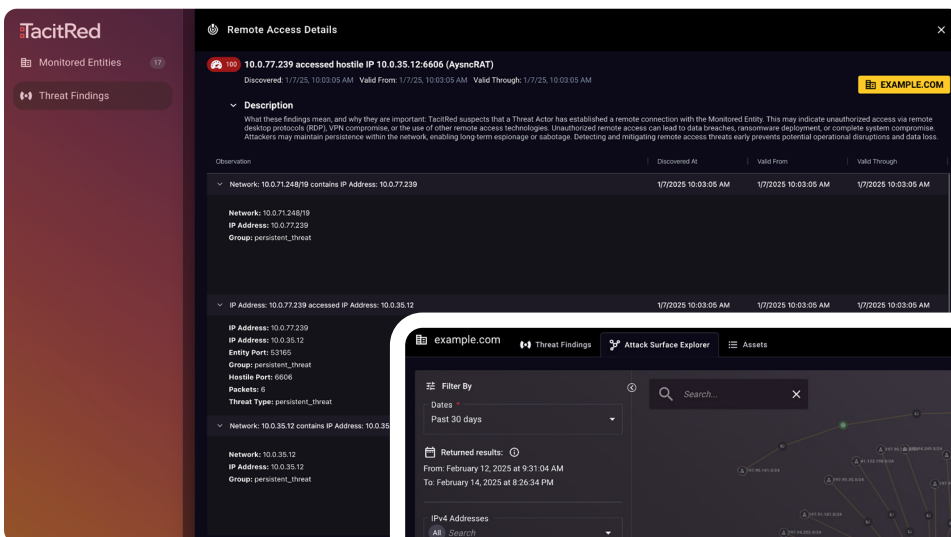 TacitRed
Monitored Entities 17
Threat Findings
Remote Access Details
100 10.0.77.239 accessed hostile IP 10.0.35.12:6606 (AysncRAT)
Discovered: 1/7/25, 10:03:05 AM Valid From: 1/7/25, 10:03:05 AM Valid Through: 1/7/25, 10:03:05 AM
EXAMPLE.COM
Description
What these findings mean, and why they are important: TacitRed suspects that a Threat Actor has established a remote connection with the Monitored Entity. This may indicate unauthorized access via remote
desktop protocols (RDP), VPN compromise, or the use of other remote access technologies. Unauthorized remote access can lead to data breaches, ransomware deployment, or complete system compromise.
Attackers may maintain persistence within the network, enabling long term espionage or sabotage. Detecting and mitigating remote access threats early prevents potential operational disruptions and data loss.
Observation Discovered At Valid From Valid Through
Network: 10.0.71.248/19 contains IP Address: 10.0.77.239 1/7/2025 10:03:05 AM 1/7/2025 10:03:05 AM 1/7/2025 10:03:05 AM
Network: 10.0.71.248/19
IP Address: 10.0.77.239
Group: persistent_threat
IP Address: 10.0.77.239 accessed IP Address: 10.0.35.12 1/7/2025 10:03:05 AM 1/7/2025 10:03:05 AM 1/7/2025 10:03:05 AM
IP Address: 10.0.77.239
IP Address: 10.0.35.12
Entity Port: 53165
Group: persistent_threat
Hostile Port: 6606
Packets: 6
Threat Type: persistent_threat
Network: 10.0.35.12 contains IP Address: 10.0.35
Network: 10.0.35.12
IP Address: 10.0.35.12
Group: persistent_threat
example.com Threat Findings Attack Surface Explorer Assets
Filter By
Dates *
Past 30 days
Returned results:
From: February 12, 2025 at 9:31:04 AM
To: February 14, 2025 at 8:26:34 PM
IPv4 Addresses
All Search
Search...